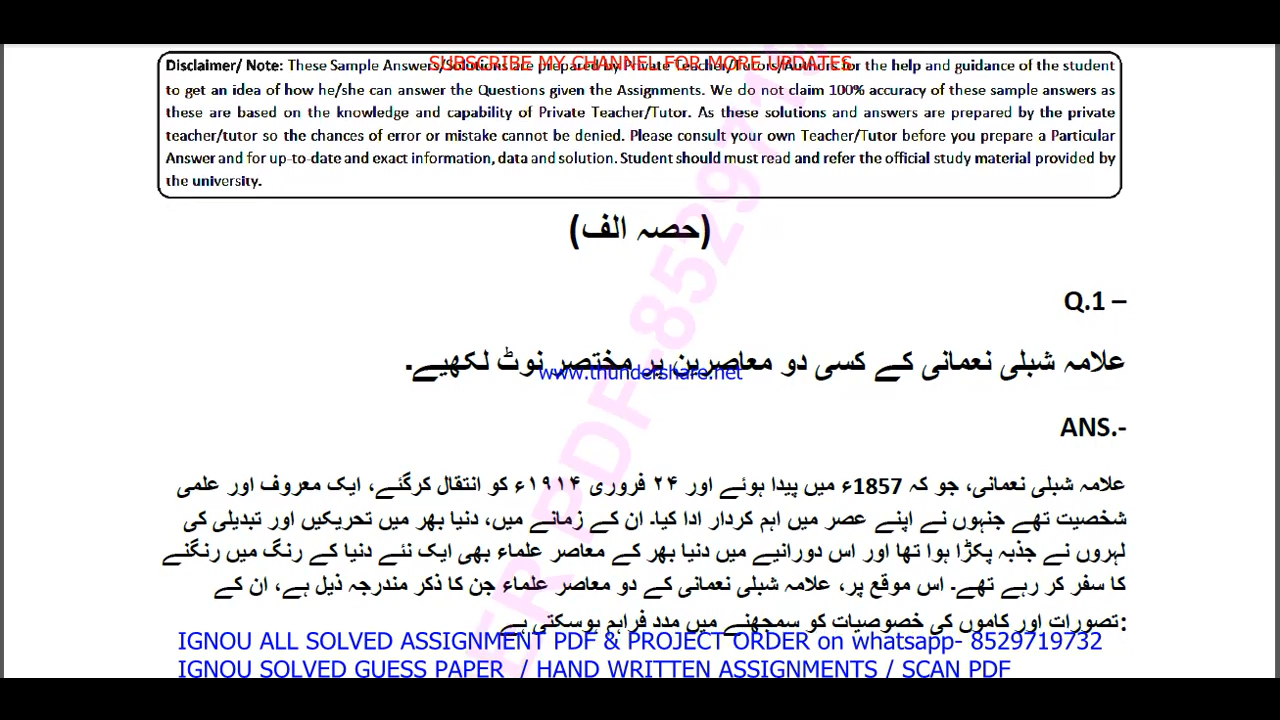 SUBSCRIBE MY CHANNEL FOR MORE UPDATES
Disclaimer/ Note: These Sample Answers/Solutions are prepared by Private Teacher/Tutors/Authors for the help and guidance of the student
to get an idea of how he/she can answer the Questions given the Assignments. We do not claim 100% accuracy of these sample answers as
these are based on the knowledge and capability of Private Teacher/Tutor. As these solutions and answers are prepared by the private
teacher/tutor so the chances of error or mistake cannot be denied. Please consult your own Teacher/Tutor before you prepare a Particular
Answer and for up-to-date and exact information, data and solution. Student should must read and refer the official study material provided by
the university.
(حصہ الف)
Q.1 –
علامہ شبلی نعمانی کے کسی دو معاصرین پر مختصر نوٹ لکھیے۔
www.thundershare.net
ANS.-
علامہ شبلی نعمانی، جو کہ 1857ء میں پیدا ہوئے اور ۲۴ فروری ۱۹۱۴ء کو انتقال کرگئے، ایک معروف اور علمی
شخصیت تھے جنہوں نے اپنے عصر میں اہم کردار ادا کیا۔ ان کے زمانے میں، دنیا بھر میں تحریکیں اور تبدیلی کی
لہروں نے جذبہ پکڑا ہوا تھا اور اس دورانیے میں دنیا بھر کے معاصر علماء بھی ایک نئے دنیا کے رنگ میں رنگنے
کا سفر کر رہے تھے۔ اس موقع پر، علامہ شبلی نعمانی کے دو معاصر علماء جن کا ذکر مندرجہ ذیل ہے، ان کے
تصورات اور کاموں کی خصوصیات کو سمجھنے میں مدد فراہم ہوسکتی ہے:
IGNOU ALL SOLVED ASSIGNMENT PDF & PROJECT ORDER on whatsapp- 8529719732
IGNOU SOLVED GUESS PAPER / HAND WRITTEN ASSIGNMENTS / SCAN PDF